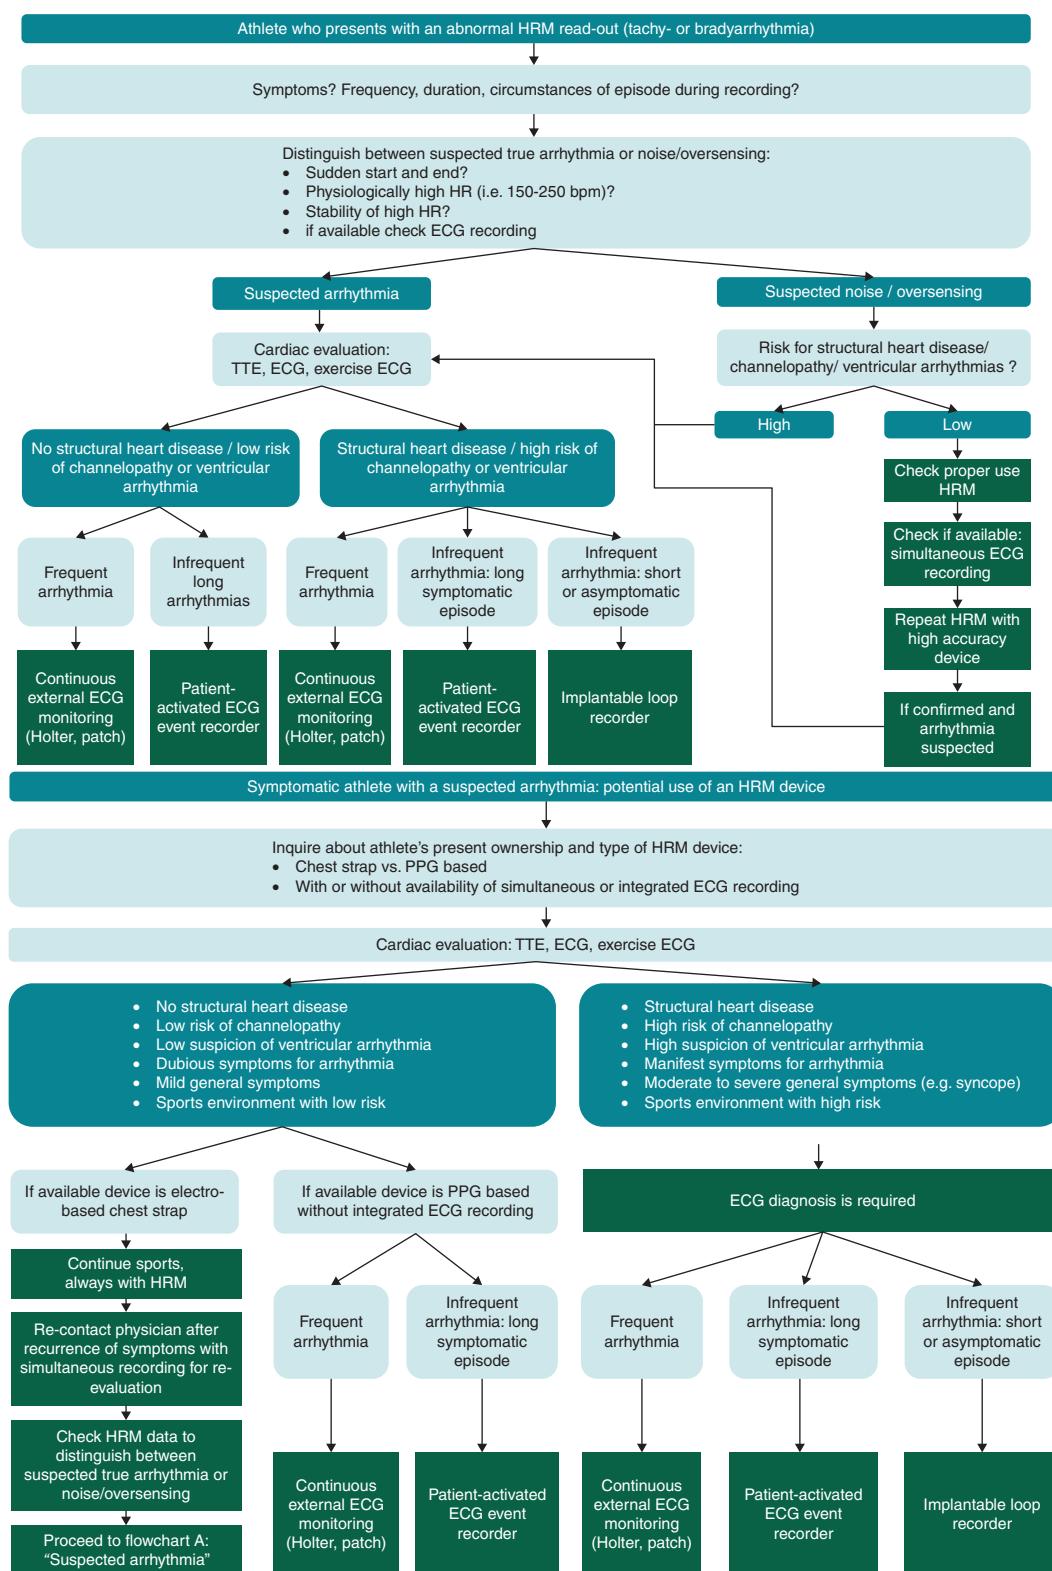 Athlete who presents with an abnormal HRM read-out (tachy- or bradyarrhythmia)
Symptoms? Frequency, duration, circumstances of episode during recording?
Distinguish between suspected true arrhythmia or noise/oversensing:
• Sudden start and end?
• Physiologically high HR (i.e. 150-250 bpm)?
• Stability of high HR?
• if available check ECG recording
Suspected arrhythmia
Suspected noise / oversensing
Cardiac evaluation:
TTE, ECG, exercise ECG
Risk for structural heart disease/
channelopathy/ ventricular arrhythmias ?
High
Low
No structural heart disease / low risk
of channelopathy or ventricular
arrhythmia
Structural heart disease / high risk of
channelopathy or ventricular
arrhythmia
Check proper use
HRM
Check if available:
simultaneous ECG
recording
Repeat HRM with
high accuracy
device
If confirmed and
arrhythmia
suspected
Frequent
arrhythmia
Infrequent
long
arrhythmias
Frequent
arrhythmia
Infrequent
arrhythmia: long
symptomatic
episode
Infrequent
arrhythmia: short
or asymptomatic
episode
Continuous
external ECG
monitoring
(Holter, patch)
Patient-
activated ECG
event recorder
Continuous
external ECG
monitoring
(Holter, patch)
Patient-
activated ECG
event recorder
Implantable loop
recorder
Symptomatic athlete with a suspected arrhythmia: potential use of an HRM device
Inquire about athlete's present ownership and type of HRM device:
• Chest strap vs. PPG based
• With or without availability of simultaneous or integrated ECG recording
Cardiac evaluation: TTE, ECG, exercise ECG
• No structural heart disease
• Low risk of channelopathy
• Low suspicion of ventricular arrhythmia
• Dubious symptoms for arrhythmia
• Mild general symptoms
• Sports environment with low risk
• Structural heart disease
• High risk of channelopathy
• High suspicion of ventricular arrhythmia
• Manifest symptoms for arrhythmia
• Moderate to severe general symptoms (e.g. syncope)
• Sports environment with high risk
If available device is electro-
based chest strap
If available device is PPG based
without integrated ECG recording
ECG diagnosis is required
Continue sports,
always with HRM
Re-contact physician after
recurrence of symptoms with
simultaneous recording for re-
evaluation
Check HRM data to
distinguish between
suspected true arrhythmia or
noise/oversensing
Proceed to flowchart A:
“Suspected arrhythmia”
Frequent
arrhythmia
Infrequent
arrhythmia: long
symptomatic
episode
Frequent
arrhythmia
Infrequent
arrhythmia: long
symptomatic
episode
Infrequent
arrhythmia: short
or asymptomatic
episode
Continuous
external ECG
monitoring
(Holter, patch)
Patient-activated
ECG event
recorder
Continuous
external ECG
monitoring
(Holter, patch)
Patient-activated
ECG event
recorder
Implantable loop
recorder